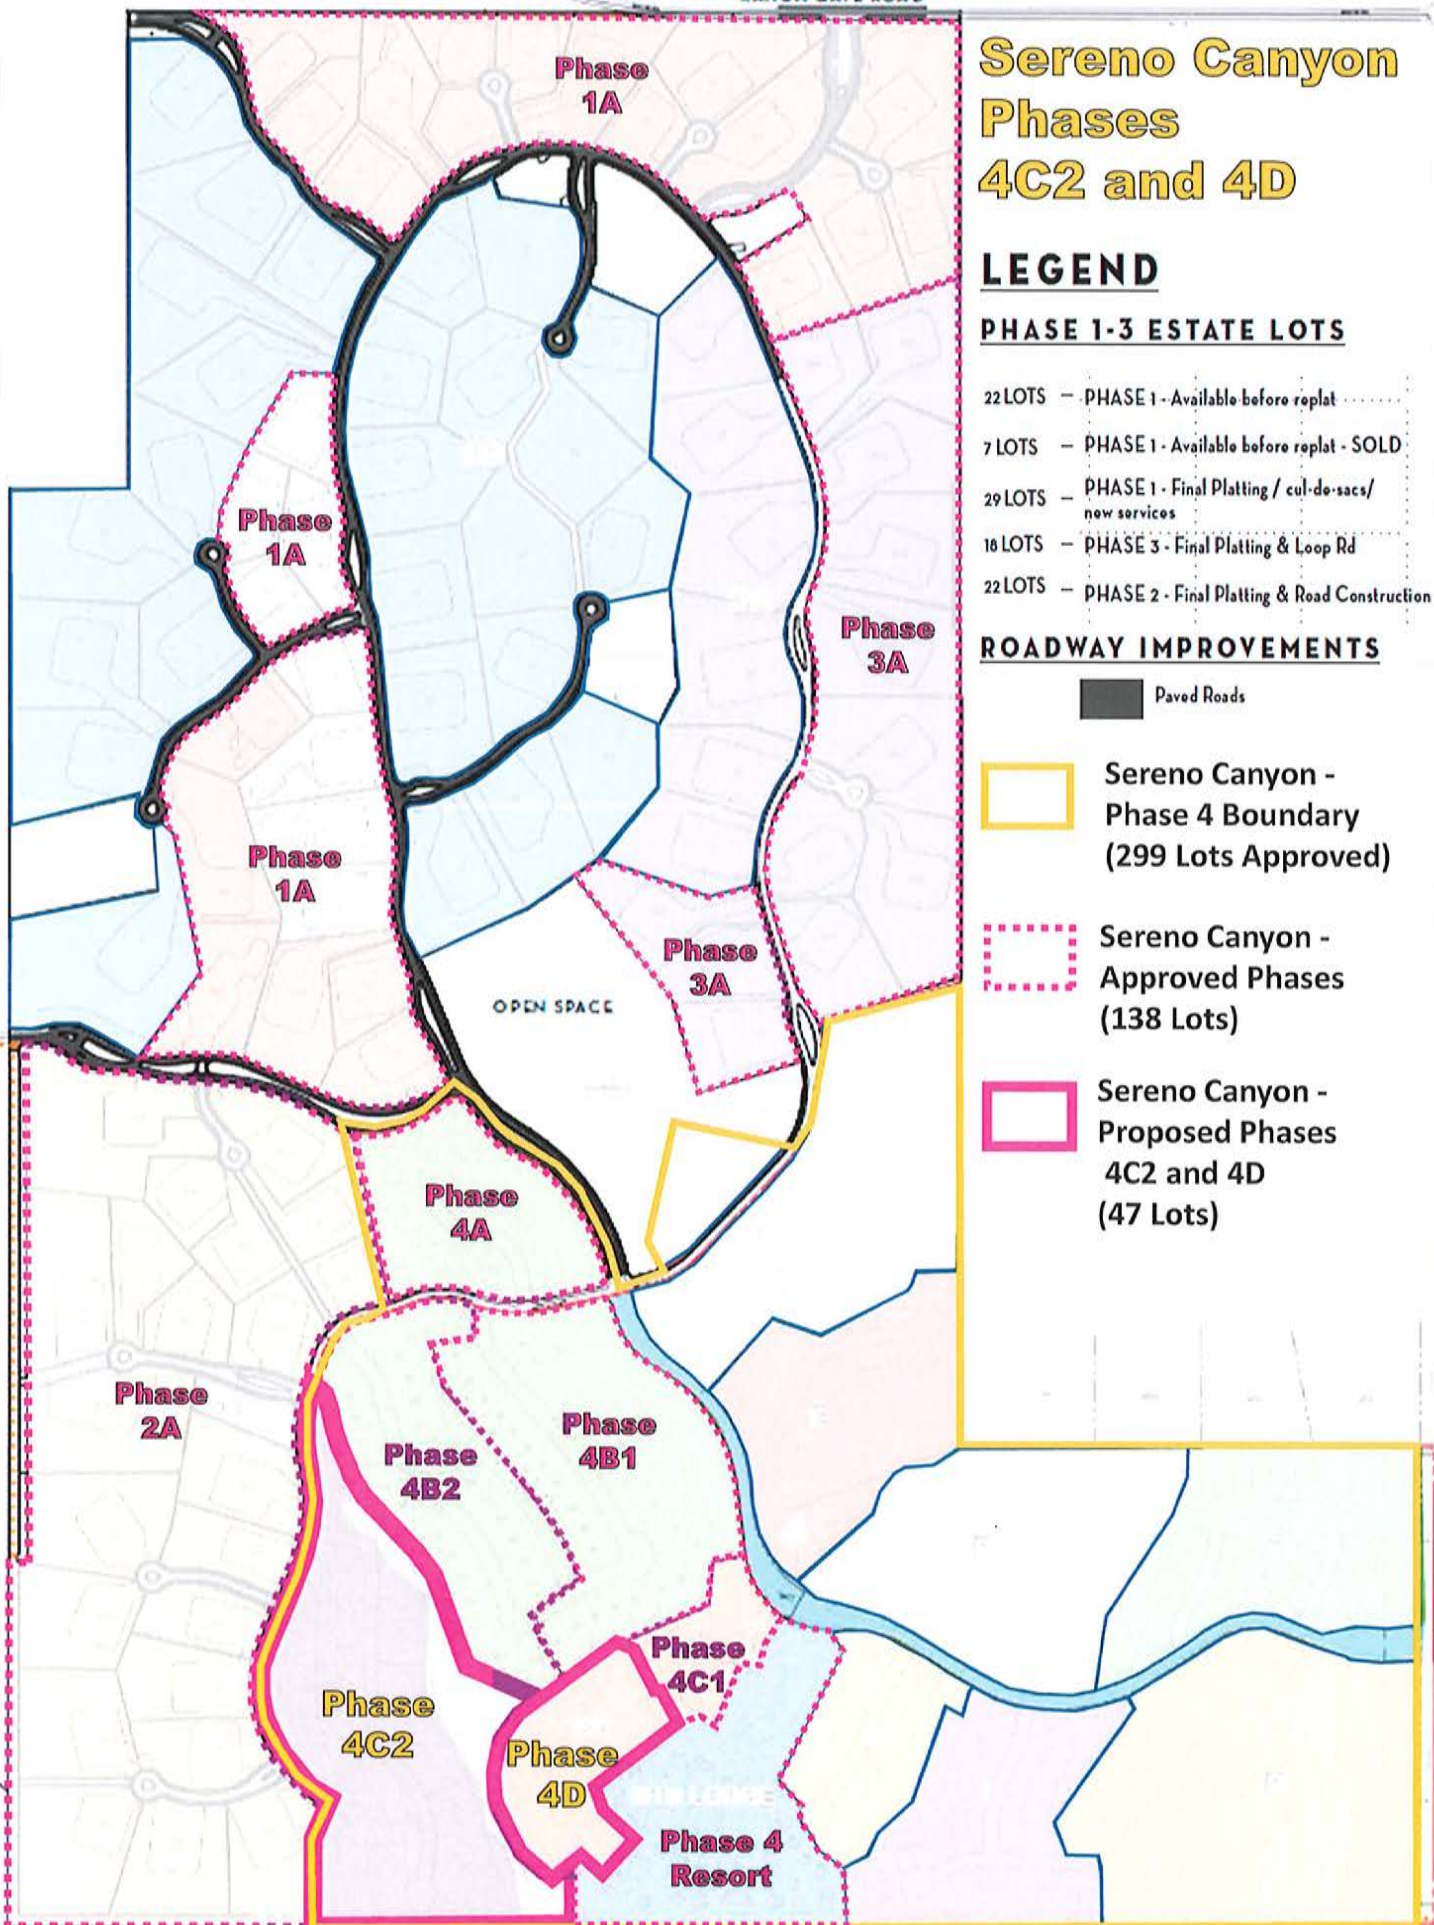 Sereno Canyon
Phases
4C2 and 4D
LEGEND
PHASE 1-3 ESTATE LOTS
22 LOTS – PHASE 1 - Available before replat
7 LOTS – PHASE 1 - Available before replat - SOLD
29 LOTS – PHASE 1 - Final Platting / cul-de-sacs/
new services
18 LOTS – PHASE 3 - Final Platting & Loop Rd
22 LOTS – PHASE 2 - Final Platting & Road Construction
ROADWAY IMPROVEMENTS
Paved Roads
Sereno Canyon -
Phase 4 Boundary
(299 Lots Approved)
Sereno Canyon -
Approved Phases
(138 Lots)
Sereno Canyon -
Proposed Phases
4C2 and 4D
(47 Lots)
Phase
1A
Phase
1A
Phase
3A
Phase
1A
Phase
3A
OPEN SPACE
Phase
4A
Phase
2A
Phase
4B2
Phase
4B1
Phase
4C1
Phase
4C2
Phase
4D
Phase 4
Resort